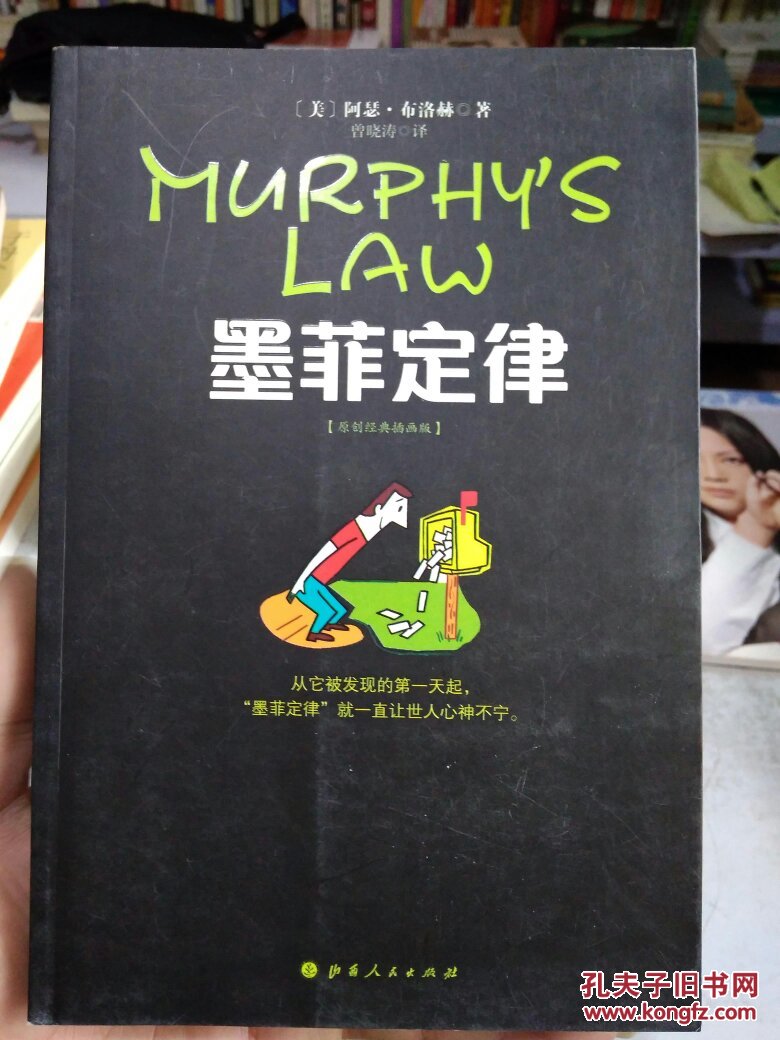 ［美］阿瑟·布洛赫◎著
曾晓涛◎译
MURPHY'S
LAW
墨菲定律
【原创经典插画版】
从它被发现的第一天起，
“墨菲定律”就一直让世人心神不宁。
山西人民出版社
孔夫子旧书网
www.kongfz.com